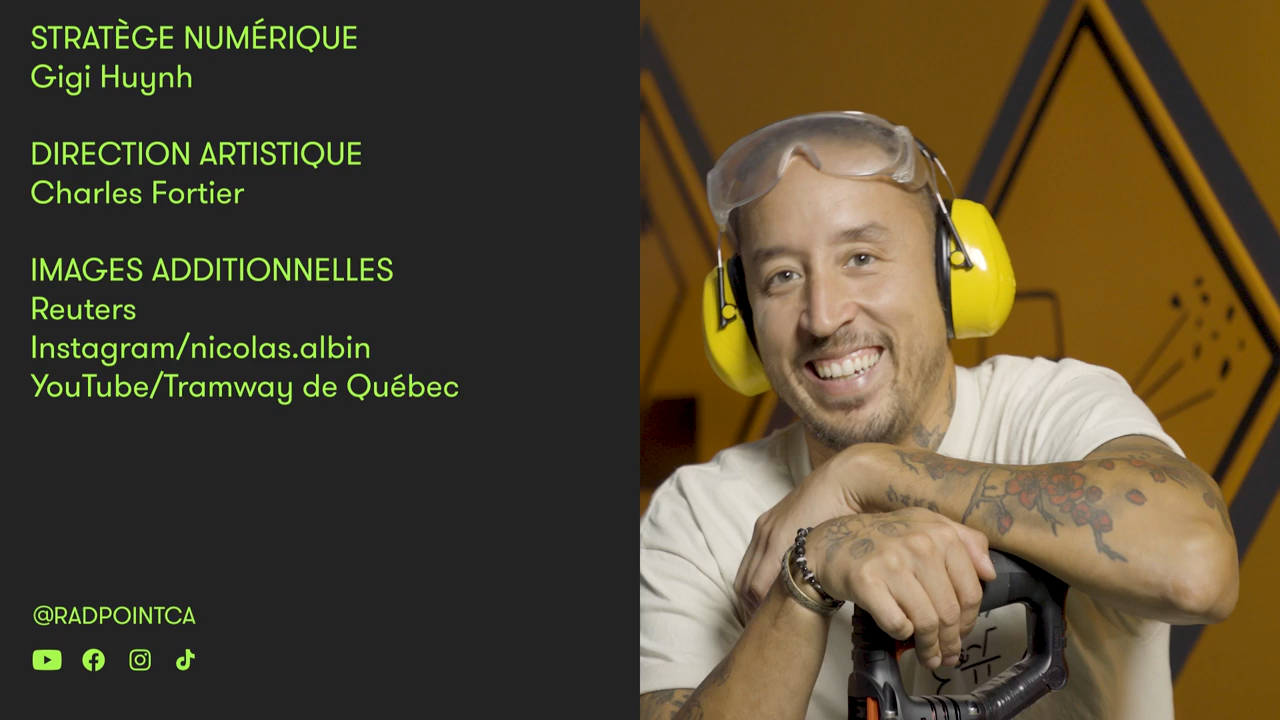 STRATÈGE NUMÉRIQUE
Gigi Huynh
DIRECTION ARTISTIQUE
Charles Fortier
IMAGES ADDITIONNELLES
Reuters
Instagram/nicolas.albin
YouTube/Tramway de Québec
@RADPOINTCA